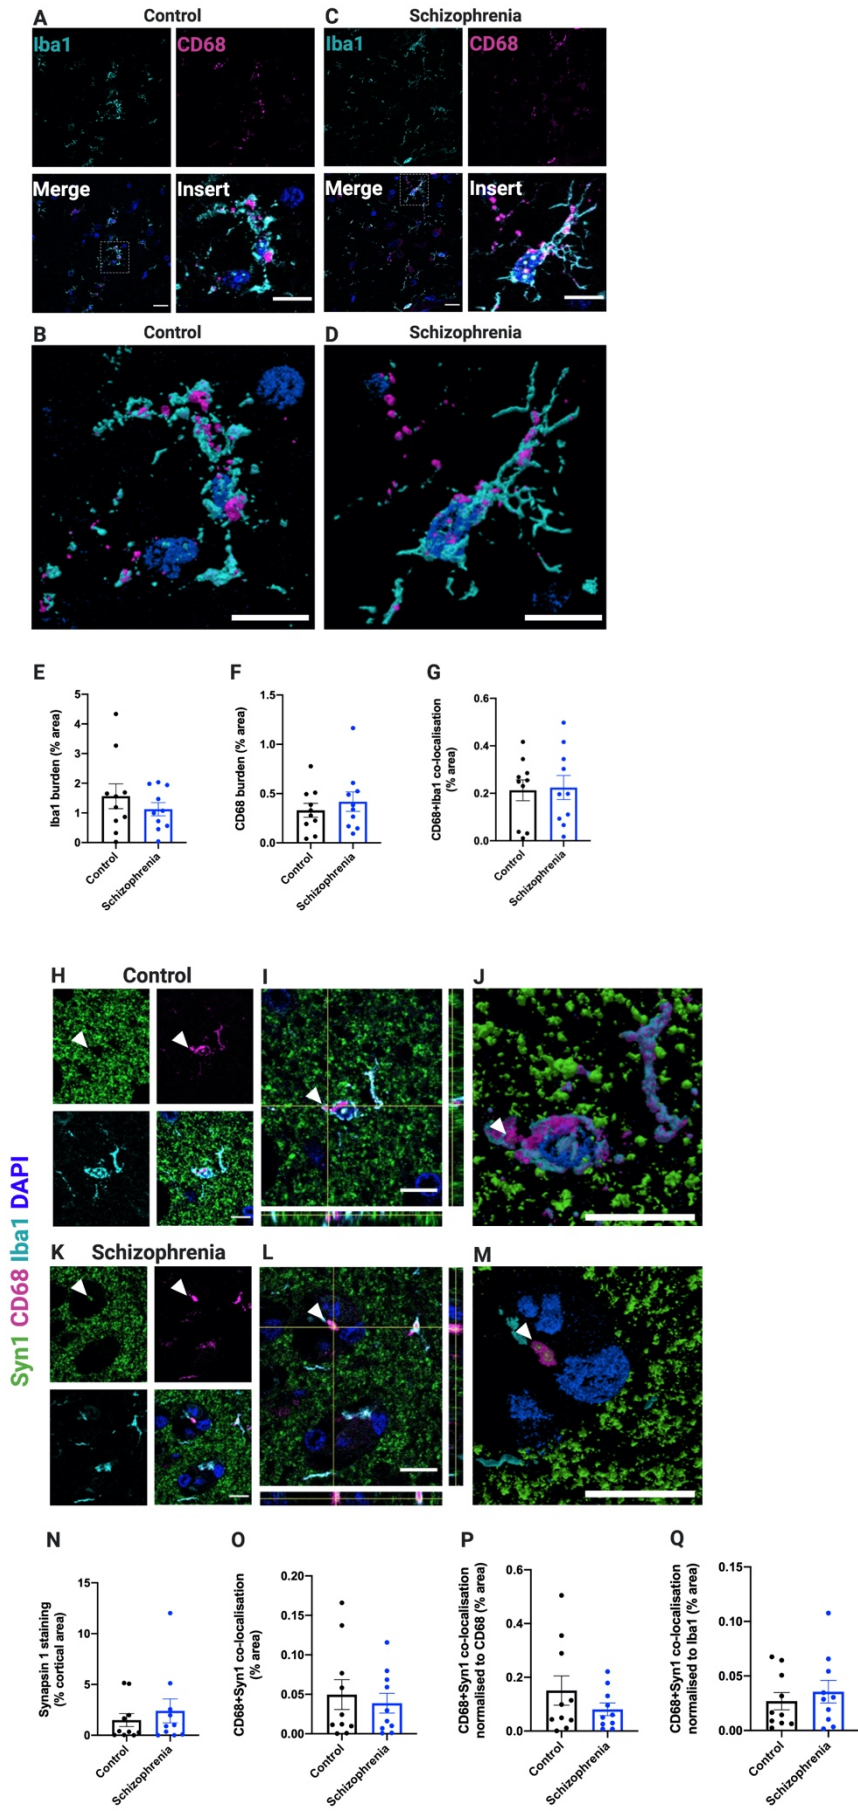 A
Control
C
Schizophrenia
Iba1
CD68
Iba1
CD68
Merge
Insert
Merge
Insert
B
Control
D
Schizophrenia
E
F
G
Iba1 burden (% area)
5
4
3
2
1
0
Control
Schizophrenia
CD68 burden (% area)
1.5
1.0
0.5
0.0
Control
Schizophrenia
CD68+Iba1 co-localisation
(% area)
0.6
0.4
0.2
0.0
Control
Schizophrenia
Syn1 CD68 Iba1 DAPI
H
Control
I
J
K
Schizophrenia
L
M
N
O
P
Q
Synapsin 1 staining
(% cortical area)
15
10
5
0
Control
Schizophrenia
CD68+Syn1 co-localisation
(% area)
0.20
0.15
0.10
0.05
0.00
Control
Schizophrenia
CD68+Syn1 co-localisation
normalised to CD68 (% area)
0.6
0.4
0.2
0.0
Control
Schizophrenia
CD68+Syn1 co-localisation
normalised to Iba1 (% area)
0.15
0.10
0.05
0.00
Control
Schizophrenia